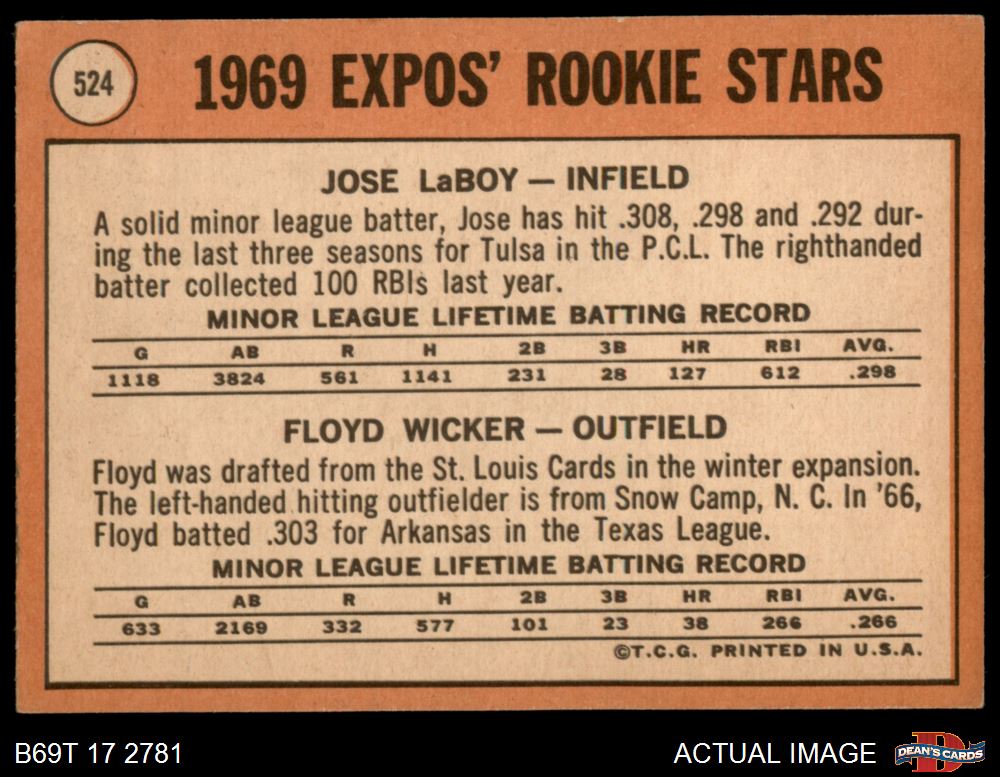 524
1969 EXPOS' ROOKIE STARS
JOSE LaBOY — INFIELD
A solid minor league batter, Jose has hit .308, .298 and .292 dur-
ing the last three seasons for Tulsa in the P.C.L. The righthanded
batter collected 100 RBIs last year.
MINOR LEAGUE LIFETIME BATTING RECORD
G AB R H 2B 3B HR RBI AVG.
1118 3824 561 1141 231 28 127 612 .298
FLOYD WICKER — OUTFIELD
Floyd was drafted from the St. Louis Cards in the winter expansion.
The left-handed hitting outfielder is from Snow Camp, N. C. In '66,
Floyd batted .303 for Arkansas in the Texas League.
MINOR LEAGUE LIFETIME BATTING RECORD
G AB R H 2B 3B HR RBI AVG.
633 2169 332 577 101 23 38 266 .266
©T.C.G. PRINTED IN U.S.A.
B69T 17 2781
ACTUAL IMAGE
D
DEAN'S CARDS